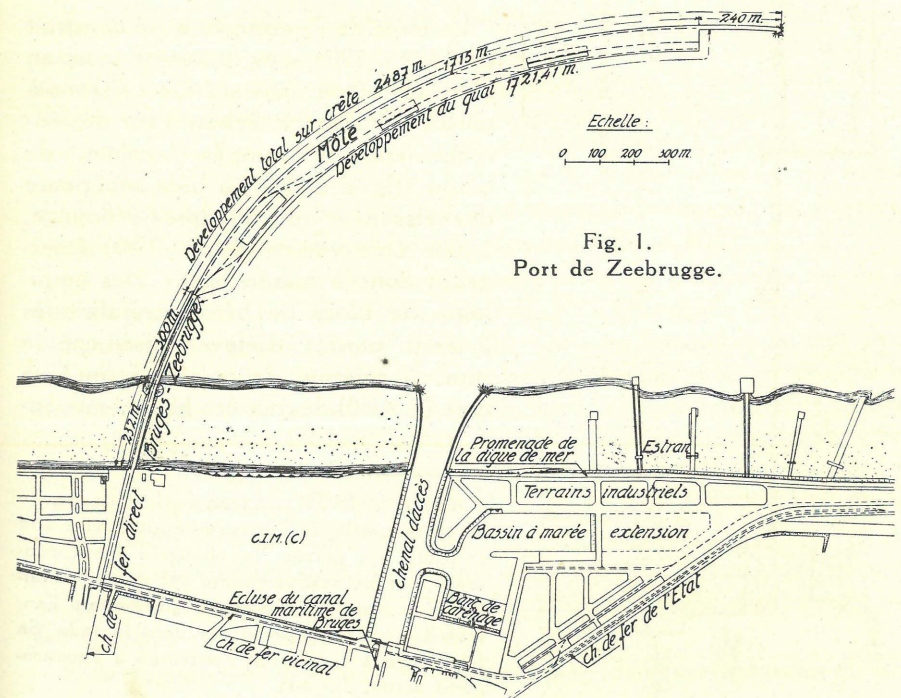 240 m.
Développement total sur crête 2487 m. 1715 m.
Môle
Développement du quai 1721,41 m.
Echelle :
0 100 200 300 m.
Fig. 1.
Port de Zeebrugge.
300 m.
232 m.
ch. de fer direct Bruges-Zeebrugge
Promenade de
la digue de mer
Estran
Terrains industriels
Bassin à marée extension
C.I.M. (C)
chenal d'accès
Banc de
carénage
Ecluse du canal
maritime de
Bruges
ch. de fer vicinal
ch. de fer de l'Etat